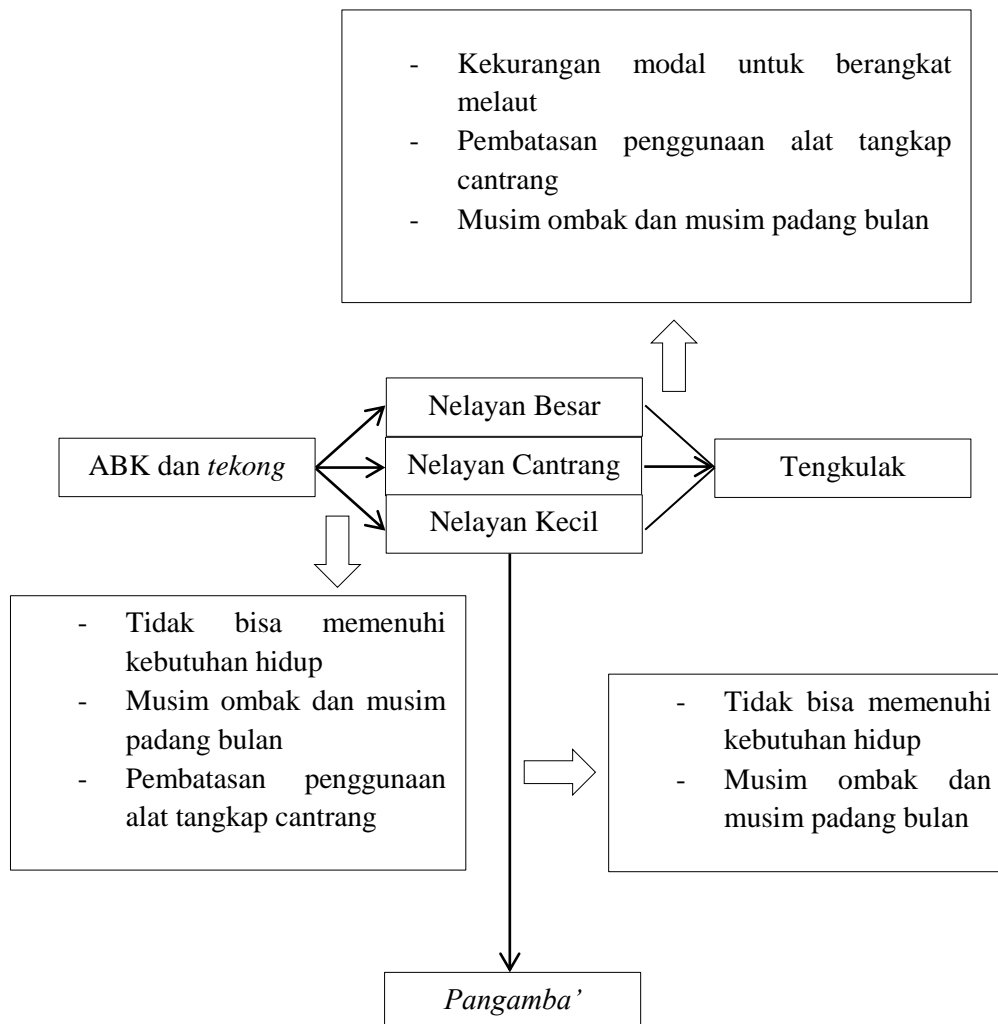 - Kekurangan modal untuk berangkat
melaut
- Pembatasan penggunaan alat tangkap
cantrang
- Musim ombak dan musim padang bulan
Nelayan Besar
ABK dan tekong
Nelayan Cantrang
Tengkulak
Nelayan Kecil
- Tidak bisa memenuhi
kebutuhan hidup
- Musim ombak dan musim
padang bulan
- Pembatasan penggunaan
alat tangkap cantrang
- Tidak bisa memenuhi
kebutuhan hidup
- Musim ombak dan
musim padang bulan
Pangamba’